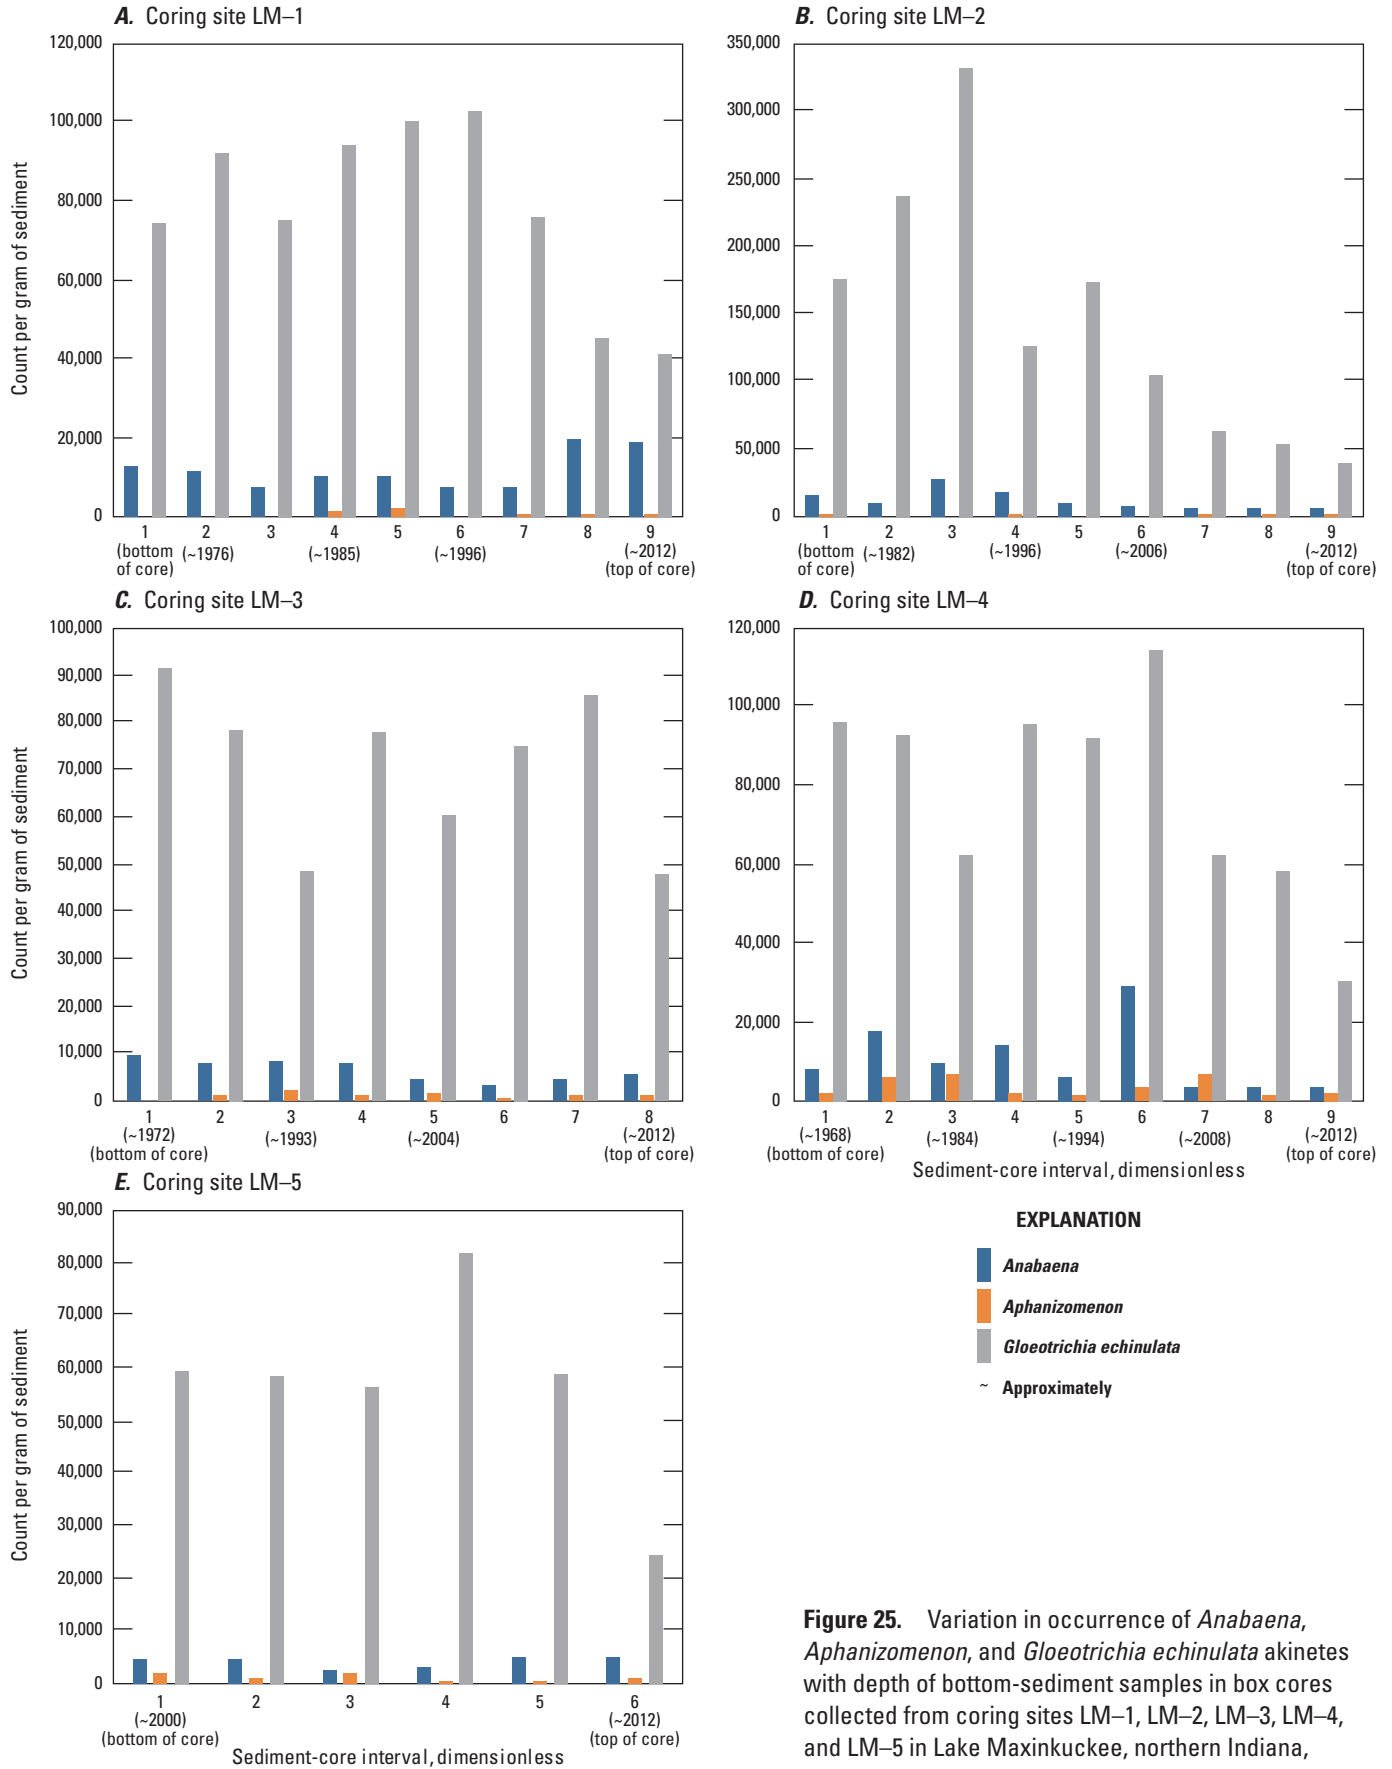 A. Coring site LM–1
120,000
100,000
80,000
60,000
40,000
20,000
0
Count per gram of sediment
1 2 3 4 5 6 7 8 9
(bottom (~1976) (~1985) (~1996) (~2012)
of core) (top of core)
B. Coring site LM–2
350,000
300,000
250,000
200,000
150,000
100,000
50,000
0
1 2 3 4 5 6 7 8 9
(bottom (~1982) (~1996) (~2006) (~2012)
of core) (top of core)
C. Coring site LM–3
100,000
90,000
80,000
70,000
60,000
50,000
40,000
30,000
20,000
10,000
0
Count per gram of sediment
1 2 3 4 5 6 7 8
(~1972) (~1993) (~2004) (~2012)
(bottom of core) (top of core)
D. Coring site LM–4
120,000
100,000
80,000
60,000
40,000
20,000
0
1 2 3 4 5 6 7 8 9
(~1968) (~1984) (~1994) (~2008) (~2012)
(bottom of core) (top of core)
Sediment-core interval, dimensionless
E. Coring site LM–5
90,000
80,000
70,000
60,000
50,000
40,000
30,000
20,000
10,000
0
Count per gram of sediment
1 2 3 4 5 6
(~2000) (~2012)
(bottom of core) (top of core)
Sediment-core interval, dimensionless
EXPLANATION
Anabaena
Aphanizomenon
Gloeotrichia echinulata
~ Approximately
Figure 25. Variation in occurrence of Anabaena,
Aphanizomenon, and Gloeotrichia echinulata akinetes
with depth of bottom-sediment samples in box cores
collected from coring sites LM–1, LM–2, LM–3, LM–4,
and LM–5 in Lake Maxinkuckee, northern Indiana,